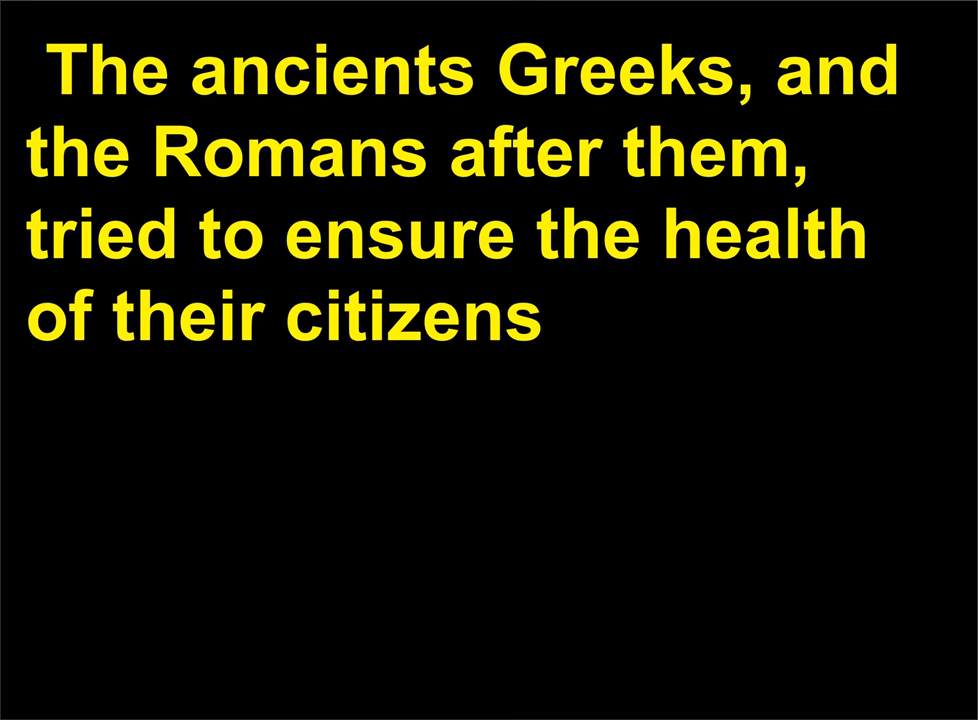 The ancients Greeks, and
the Romans after them,
tried to ensure the health
of their citizens